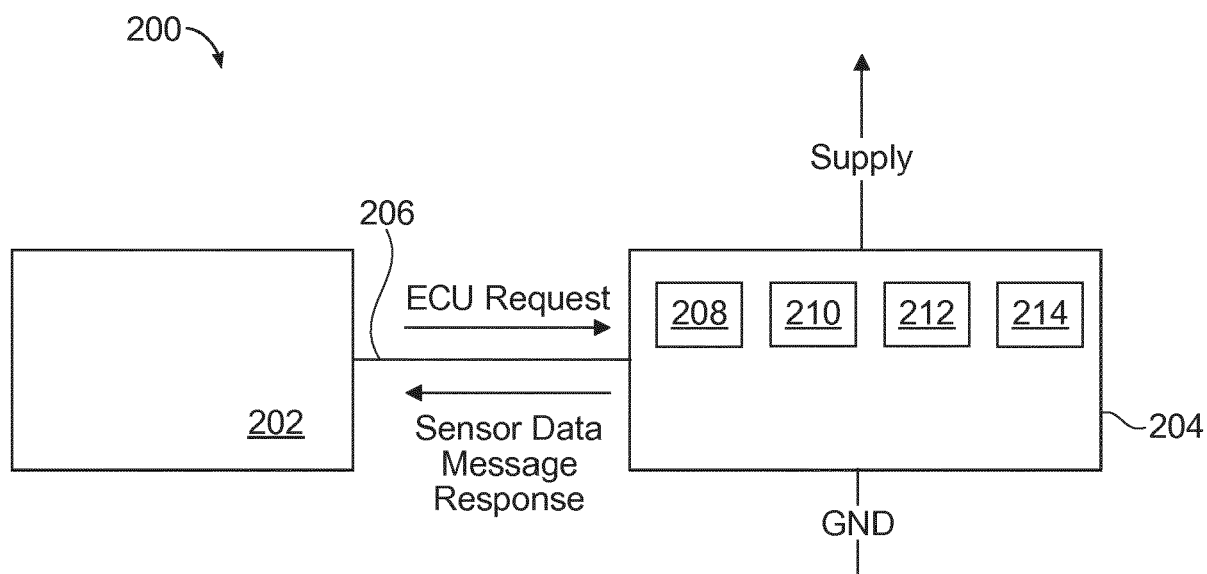 200
Supply
206
ECU Request
208 210 212 214
202
Sensor Data
Message
Response
204
GND